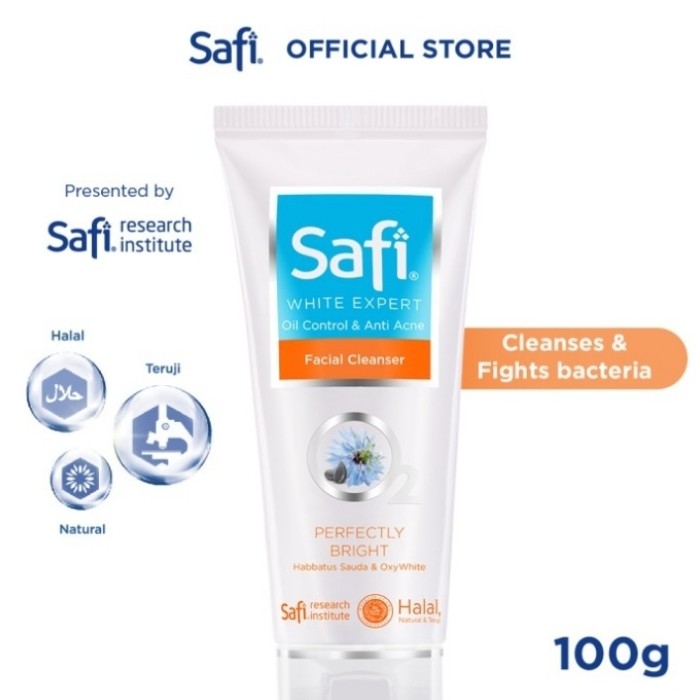 Safi® OFFICIAL STORE
Presented by
Safi® research
institute
Halal
حلال
Teruji
Natural
Safi®
WHITE EXPERT
Oil Control & Anti Acne
Facial Cleanser
Cleanses &
Fights bacteria
O2
PERFECTLY
BRIGHT
Habbatus Sauda & OxyWhite
Safi® research
institute
Halal,
Natural & Teruji
100g